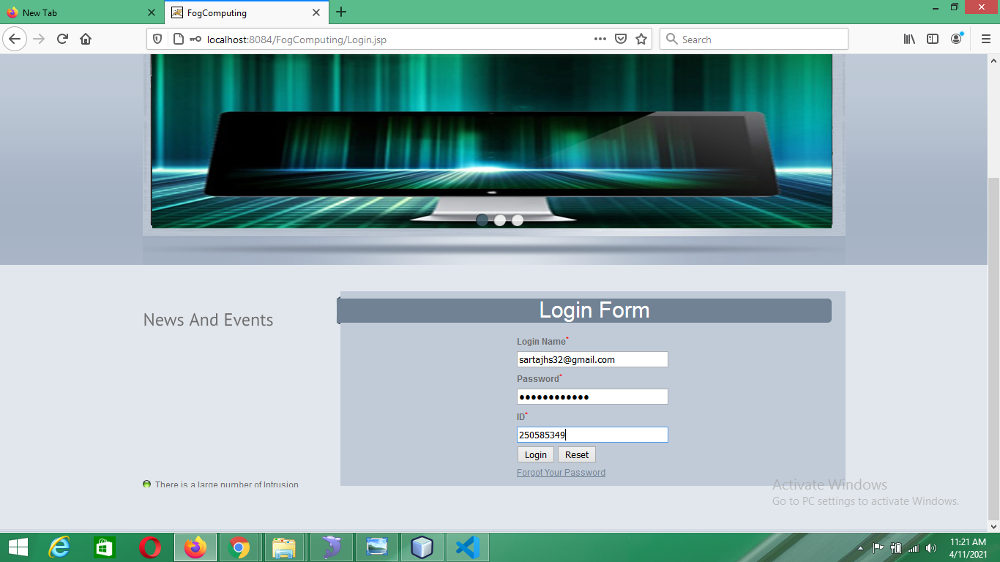 New Tab
FogComputing
localhost:8084/FogComputing/Login.jsp
Search
News And Events
There is a large number of Intrusion
Login Form
Login Name*
sartajhs32@gmail.com
Password*
••••••••••••
ID*
250585349
Login Reset
Forgot Your Password
Activate Windows
Go to PC settings to activate Windows.
11:21 AM
4/11/2021